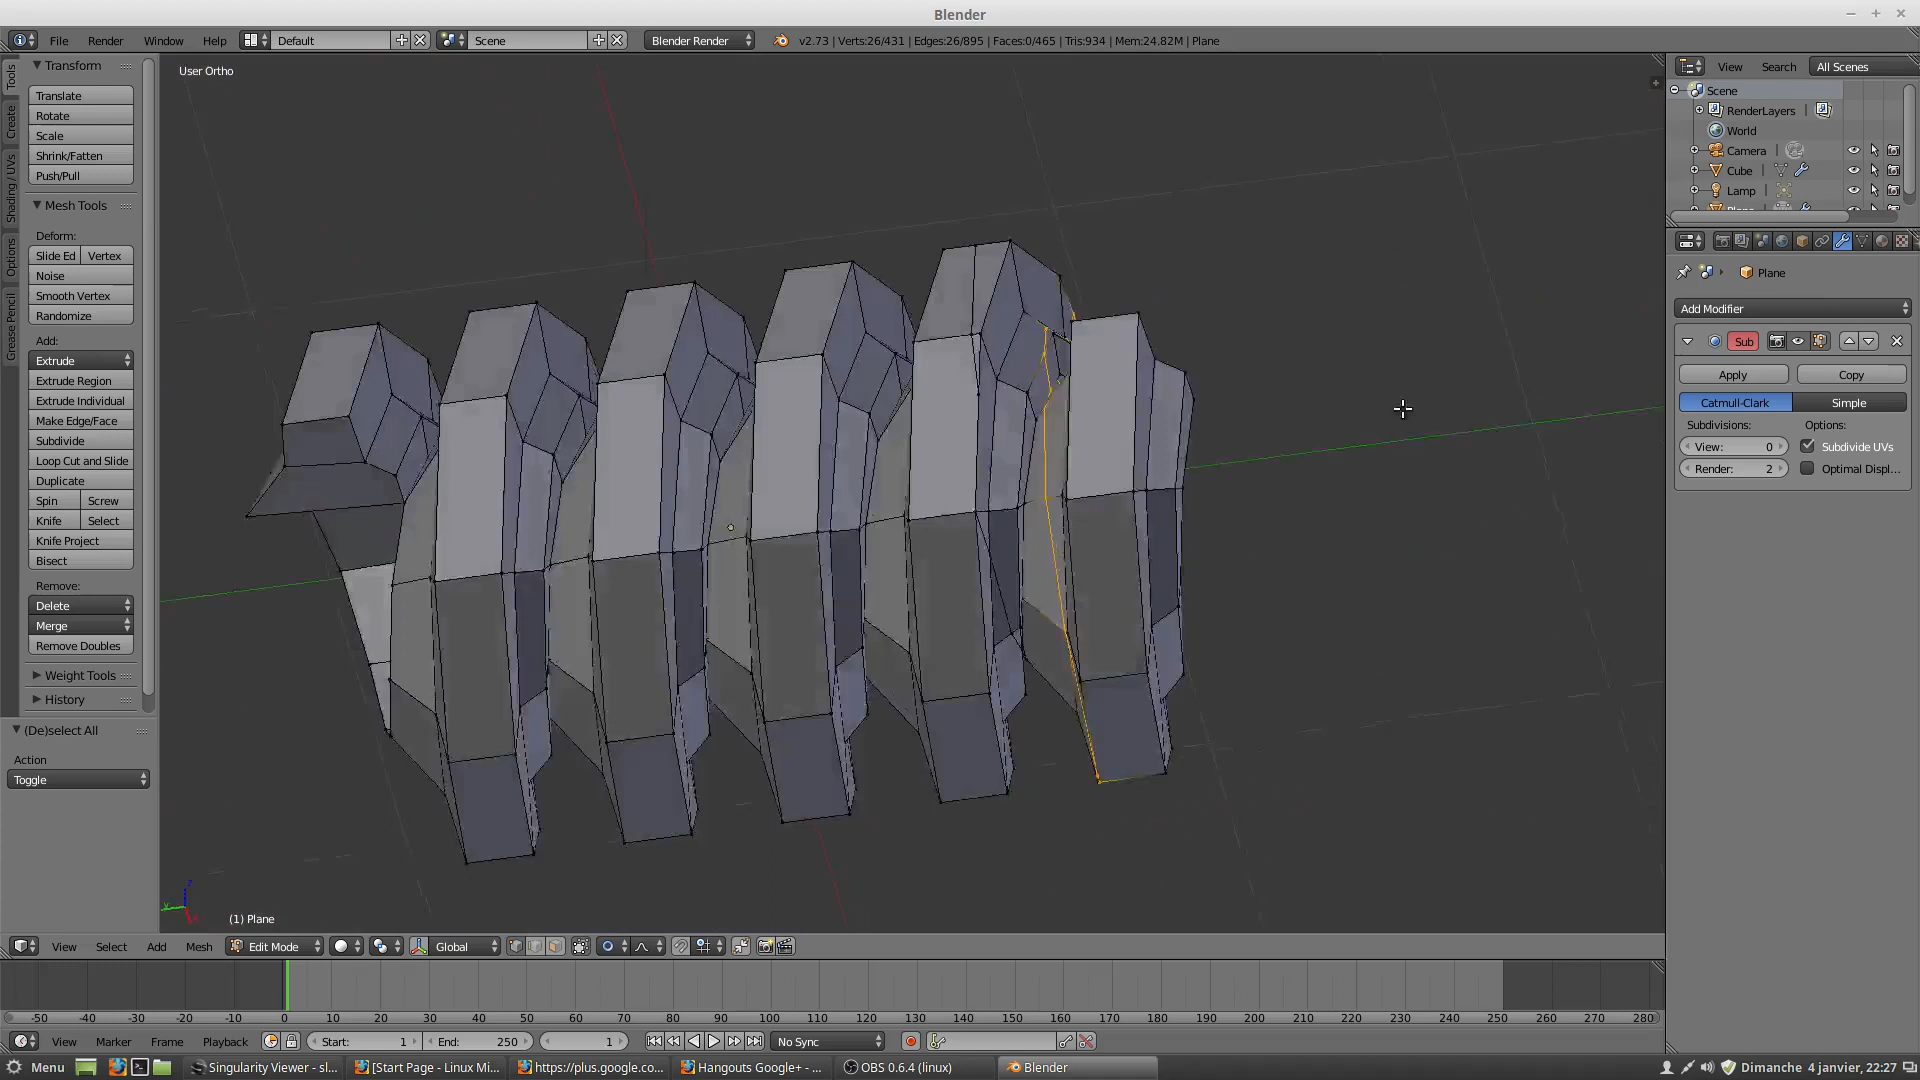 Blender
File Render Window Help Default Scene Blender Render v2.73 | Verts:26/431 | Edges:26/895 | Faces:0/465 | Tris:934 | Mem:24.82M | Plane
Tools
Create
Shading / UVs
Options
Grease Pencil
Transform
Translate
Rotate
Scale
Shrink/Fatten
Push/Pull
Mesh Tools
Deform:
Slide Ed Vertex
Noise
Smooth Vertex
Randomize
Add:
Extrude
Extrude Region
Extrude Individual
Make Edge/Face
Subdivide
Loop Cut and Slide
Duplicate
Spin Screw
Knife Select
Knife Project
Bisect
Remove:
Delete
Merge
Remove Doubles
Weight Tools
History
(De)select All
Action
Toggle
User Ortho
(1) Plane
View Search All Scenes
Scene
RenderLayers
World
Camera
Cube
Lamp
Plane
Add Modifier
Sub
Apply Copy
Catmull-Clark Simple
Subdivisions: Options:
View: 0 Subdivide UVs
Render: 2 Optimal Displ...
View Select Add Mesh Edit Mode Global
-50 -40 -30 -20 -10 0 10 20 30 40 50 60 70 80 90 100 110 120 130 140 150 160 170 180 190 200 210 220 230 240 250 260 270 280
View Marker Frame Playback Start: 1 End: 250 1 No Sync
Menu Singularity Viewer - sl... [Start Page - Linux Mi... https://plus.google.co... Hangouts Google+ - ... OBS 0.6.4 (linux) Blender Dimanche 4 janvier, 22:27